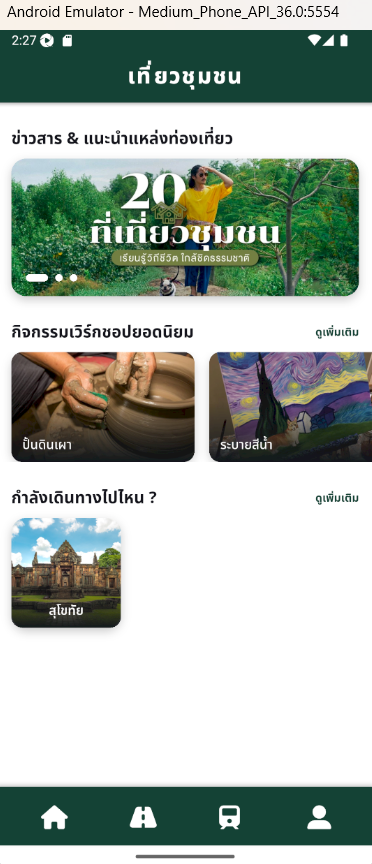 Android Emulator - Medium_Phone_API_36.0:5554
2:27
เที่ยวชุมชน
ข่าวสาร & แนะนำแหล่งท่องเที่ยว
20
ที่เที่ยวชุมชน
เรียนรู้วิถีชีวิต ใกล้ชิดธรรมชาติ
กิจกรรมเวิร์กชอปยอดนิยม
ดูเพิ่มเติม
ปั้นดินเผา
ระบายสีน้ำ
กำลังเดินทางไปไหน ?
ดูเพิ่มเติม
สุโขทัย